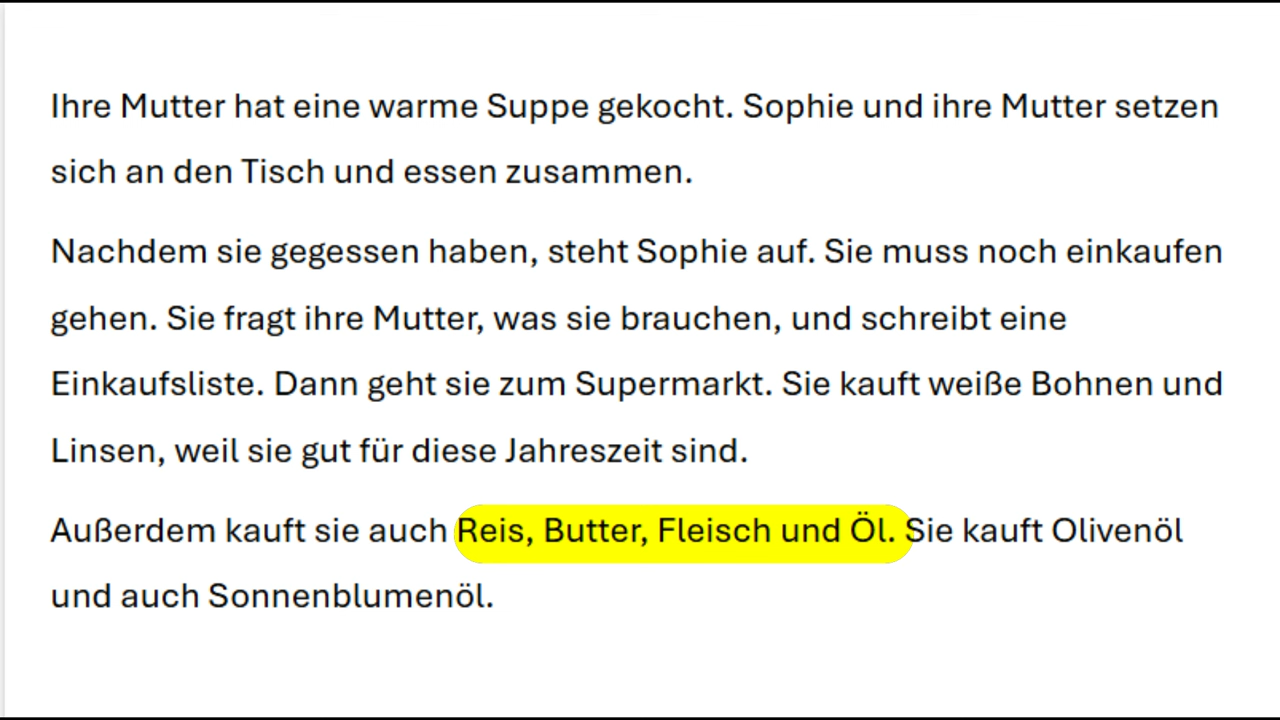 Ihre Mutter hat eine warme Suppe gekocht. Sophie und ihre Mutter setzen
sich an den Tisch und essen zusammen.
Nachdem sie gegessen haben, steht Sophie auf. Sie muss noch einkaufen
gehen. Sie fragt ihre Mutter, was sie brauchen, und schreibt eine
Einkaufsliste. Dann geht sie zum Supermarkt. Sie kauft weiße Bohnen und
Linsen, weil sie gut für diese Jahreszeit sind.
Außerdem kauft sie auch Reis, Butter, Fleisch und Öl. Sie kauft Olivenöl
und auch Sonnenblumenöl.